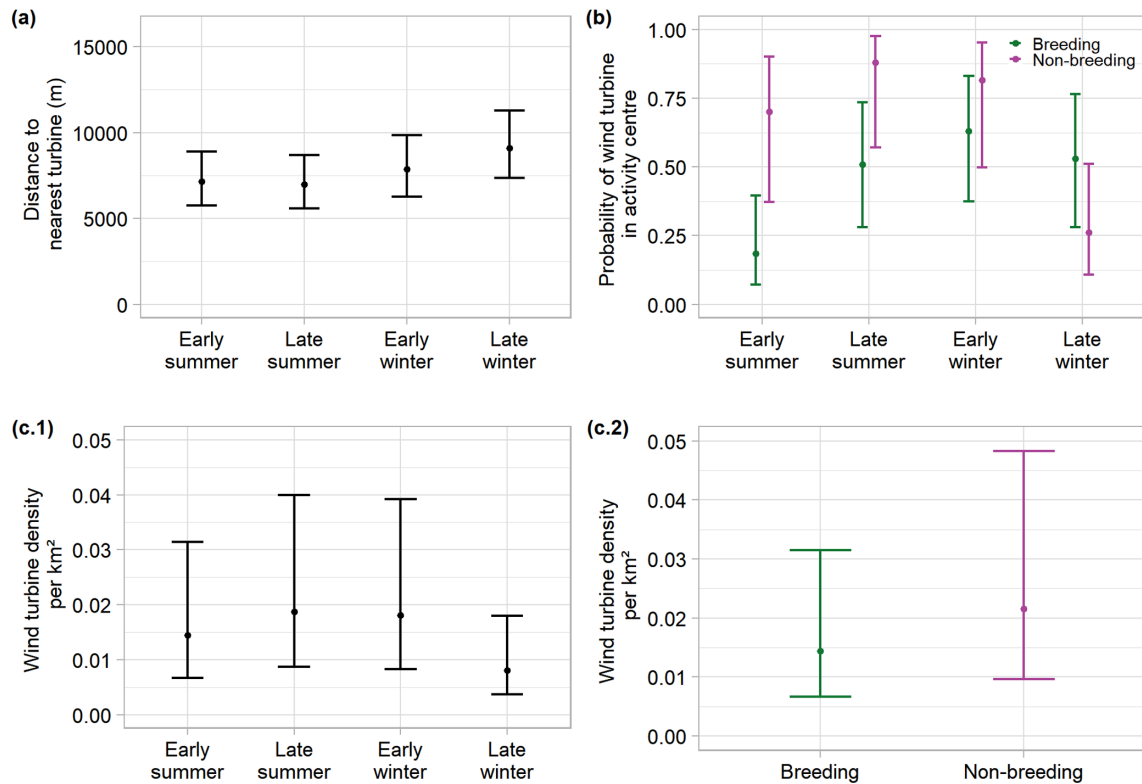 (a)
Distance to
nearest turbine (m)
15000
10000
5000
0
Early
summer
Late
summer
Early
winter
Late
winter
(b)
Probability of wind turbine
in activity centre
1.00
0.75
0.50
0.25
0.00
Breeding
Non-breeding
Early
summer
Late
summer
Early
winter
Late
winter
(c.1)
Wind turbine density
per km²
0.05
0.04
0.03
0.02
0.01
0.00
Early
summer
Late
summer
Early
winter
Late
winter
(c.2)
Wind turbine density
per km²
0.05
0.04
0.03
0.02
0.01
0.00
Breeding
Non-breeding